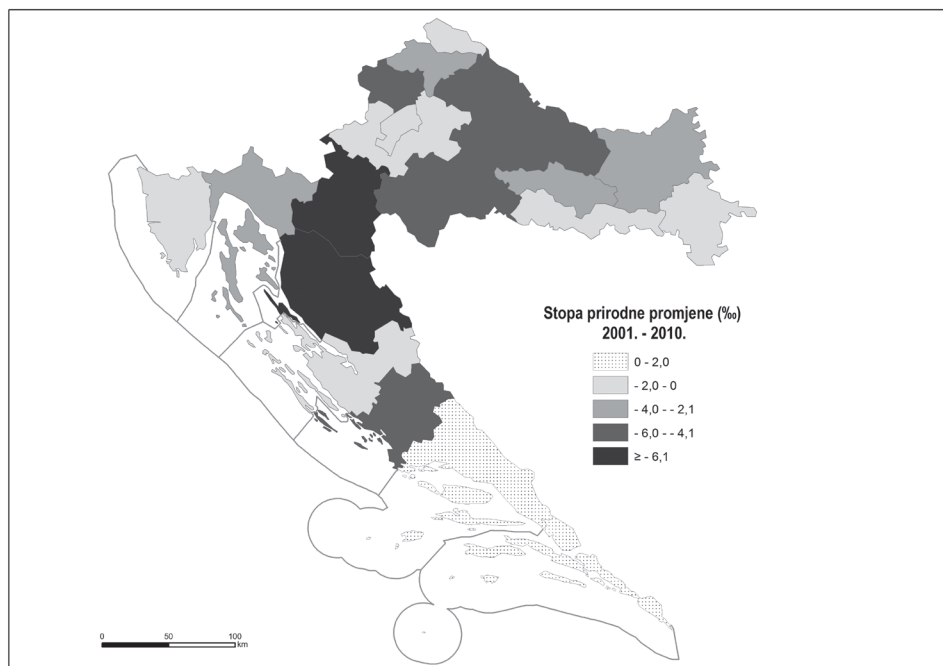 Stopa prirodne promjene (‰)
2001. - 2010.
0 - 2,0
- 2,0 - 0
- 4,0 - - 2,1
- 6,0 - - 4,1
≥ - 6,1
0 50 100
km